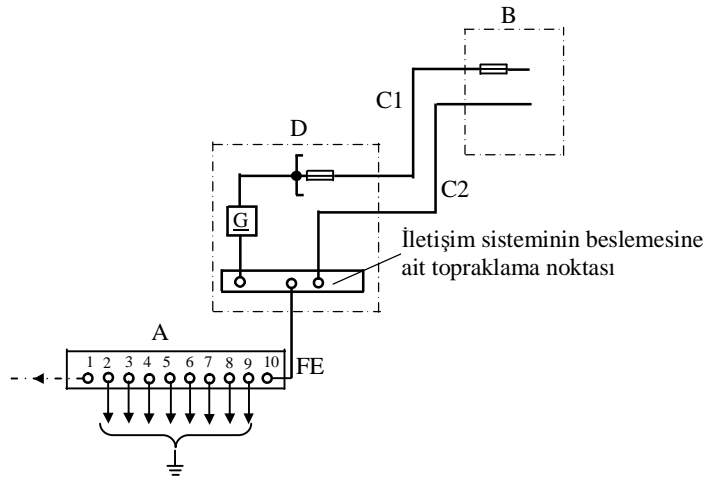 B
C1
D
C2
G
İletişim sisteminin beslemesine
ait topraklama noktası
A
1 2 3 4 5 6 7 8 9 10
FE